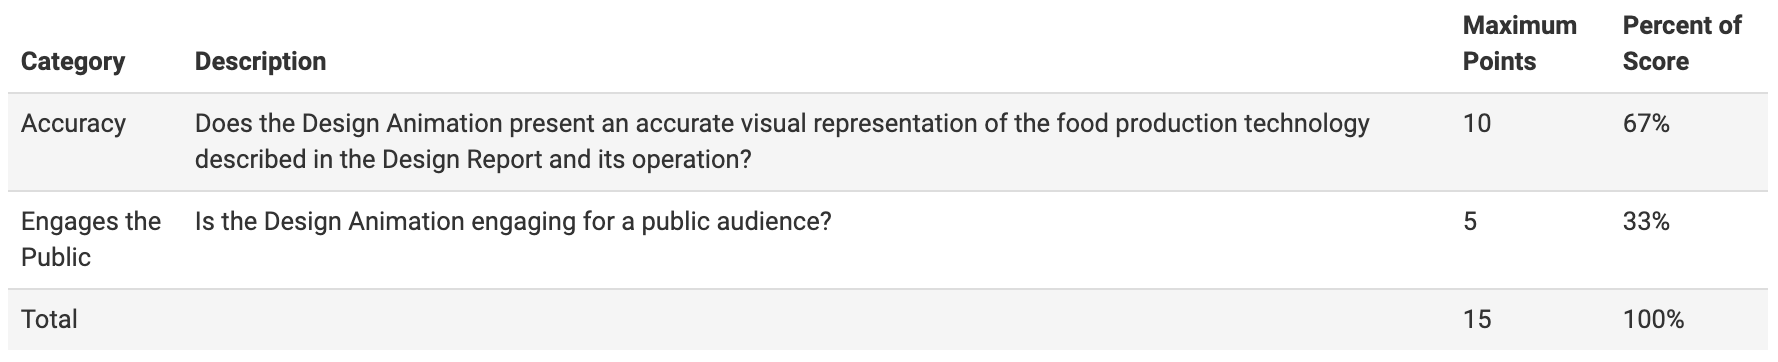 Category Description Maximum Points Percent of Score
Accuracy Does the Design Animation present an accurate visual representation of the food production technology 10 67%
described in the Design Report and its operation?
Engages the Public Is the Design Animation engaging for a public audience? 5 33%
Total 15 100%